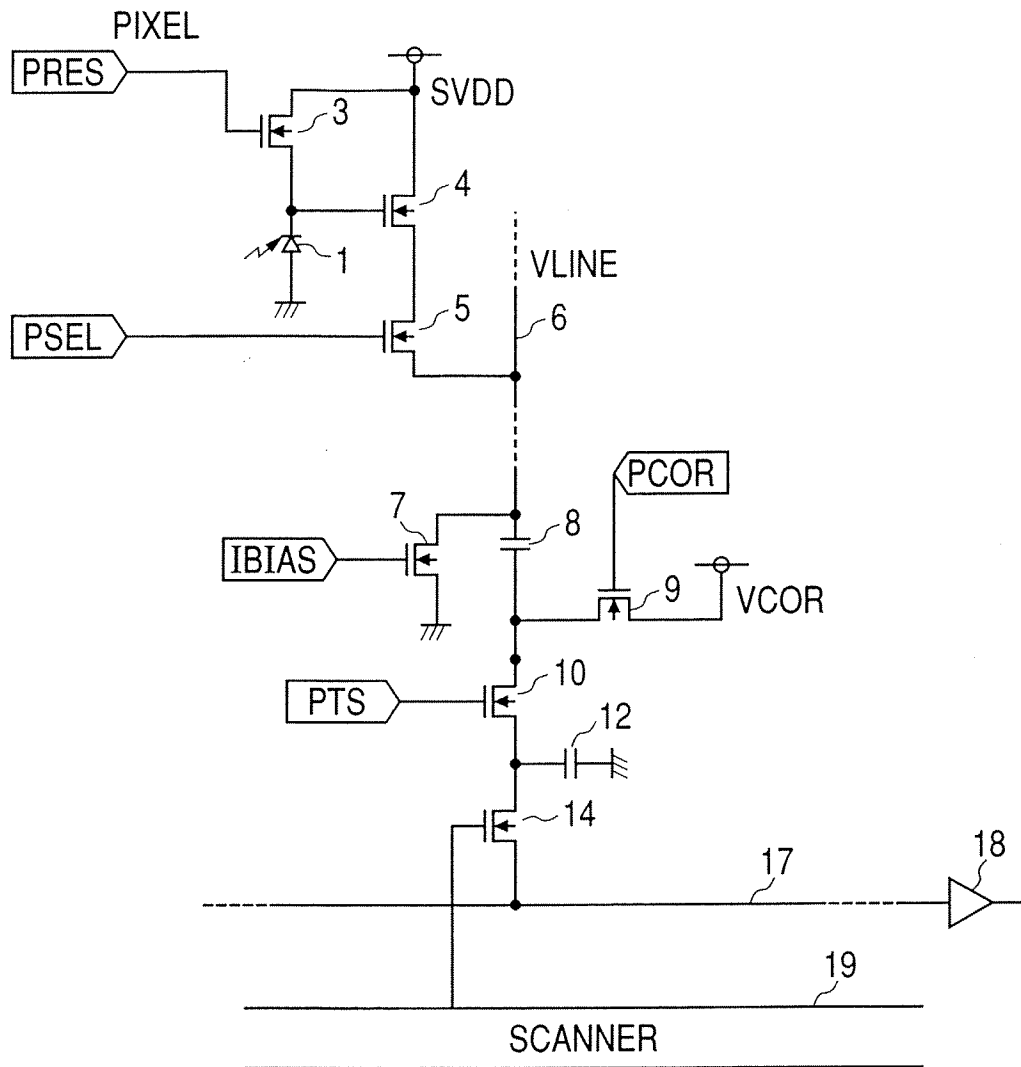 PIXEL
PRES
SVDD
3
4
1
VLINE
PSEL
5
6
PCOR
7
8
IBIAS
9
VCOR
10
PTS
12
14
18
17
19
SCANNER